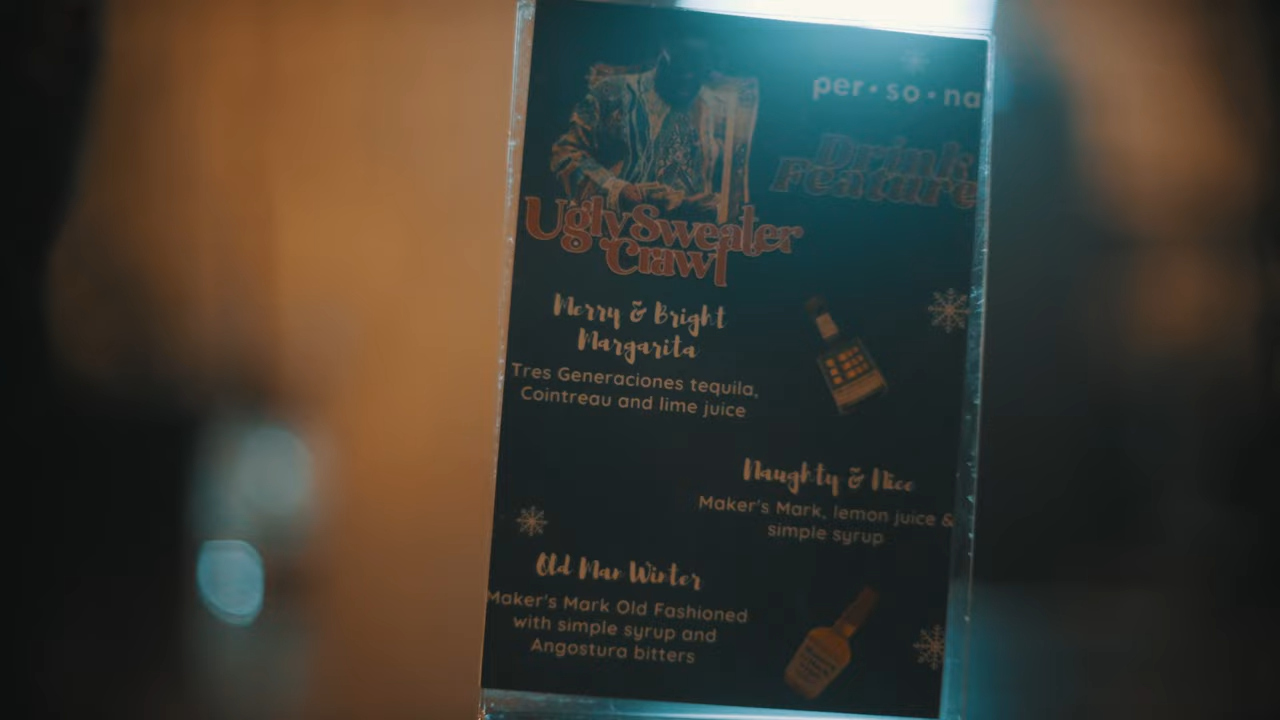 per·so·na
Drink
Feature
Ugly Sweater
Crawl
Merry & Bright
Margarita
Tres Generaciones tequila,
Cointreau and lime juice
Naughty & Nice
Maker's Mark, lemon juice &
simple syrup
Old Man Winter
Maker's Mark Old Fashioned
with simple syrup and
Angostura bitters